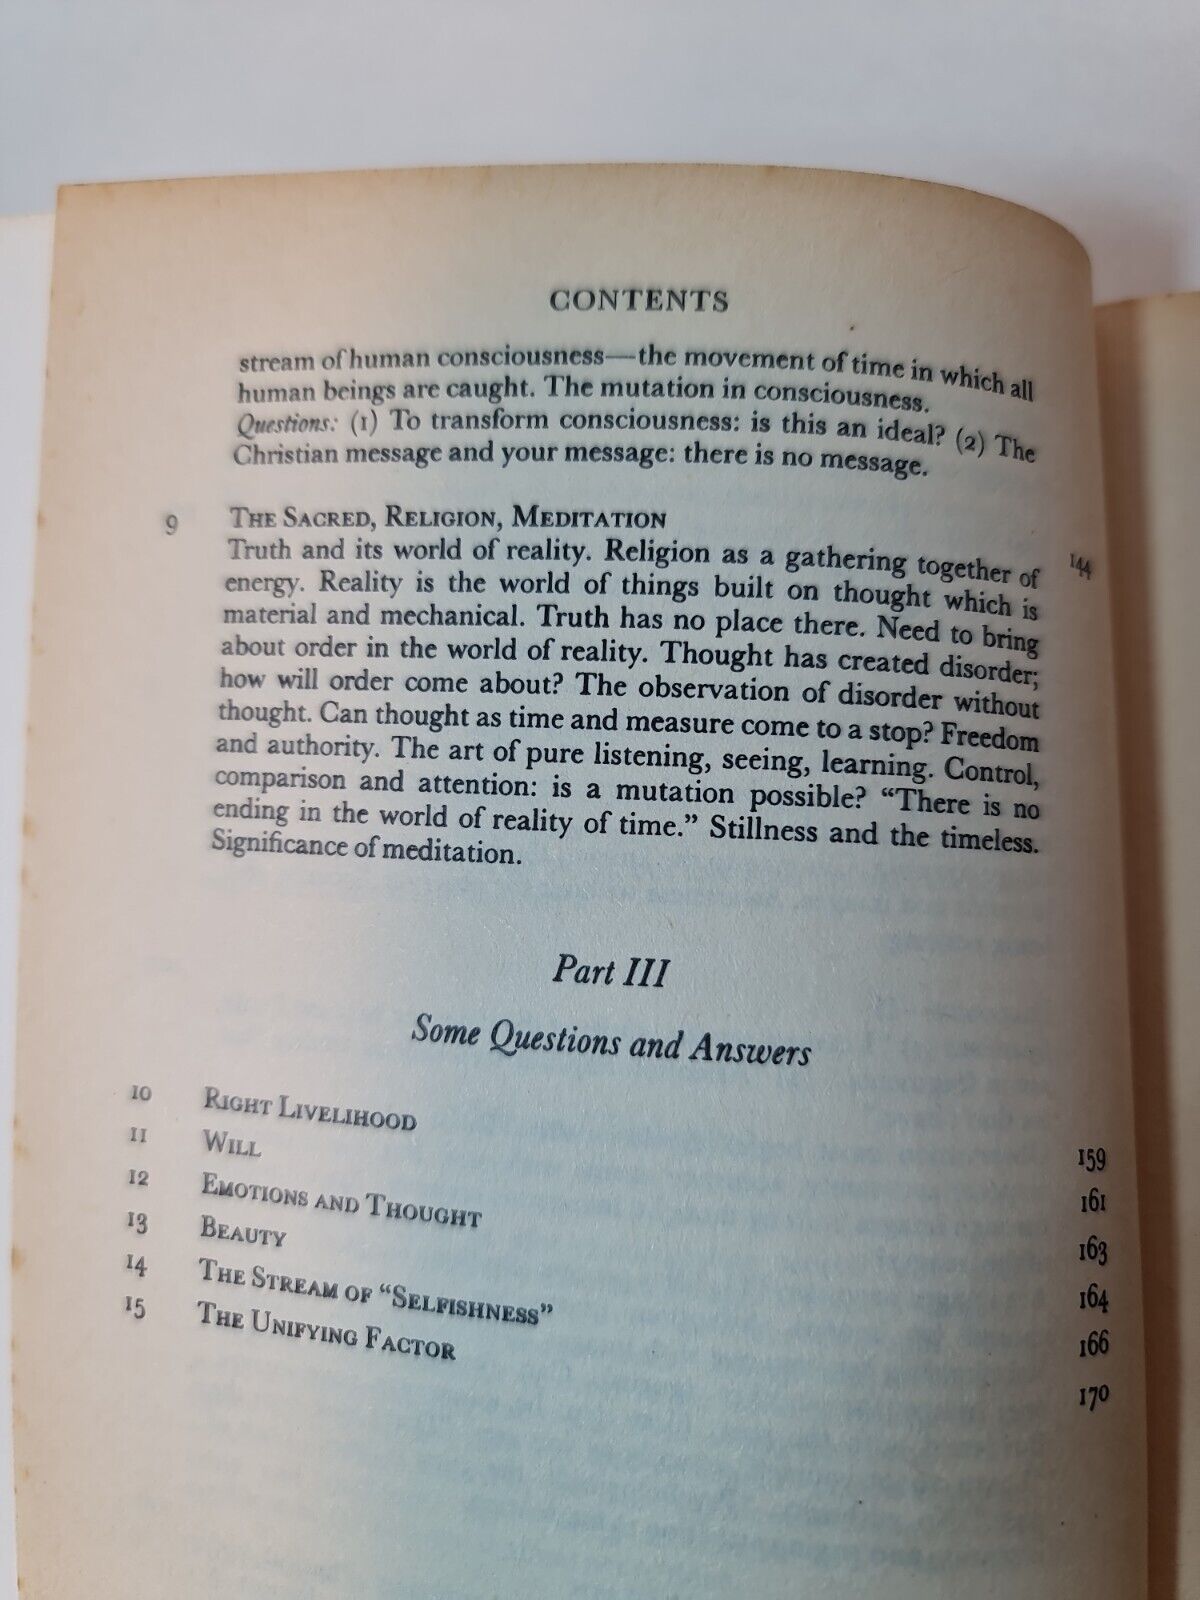 CONTENTS
stream of human consciousness—the movement of time in which all
human beings are caught. The mutation in consciousness.
Questions: (1) To transform consciousness: is this an ideal? (2) The
Christian message and your message: there is no message.
9 The Sacred, Religion, Meditation 144
Truth and its world of reality. Religion as a gathering together of
energy. Reality is the world of things built on thought which is
material and mechanical. Truth has no place there. Need to bring
about order in the world of reality. Thought has created disorder;
how will order come about? The observation of disorder without
thought. Can thought as time and measure come to a stop? Freedom
and authority. The art of pure listening, seeing, learning. Control,
comparison and attention: is a mutation possible? “There is no
ending in the world of reality of time.” Stillness and the timeless.
Significance of meditation.
Part III
Some Questions and Answers
10 Right Livelihood 159
11 Will 161
12 Emotions and Thought 163
13 Beauty 164
14 The Stream of “Selfishness” 166
15 The Unifying Factor 170